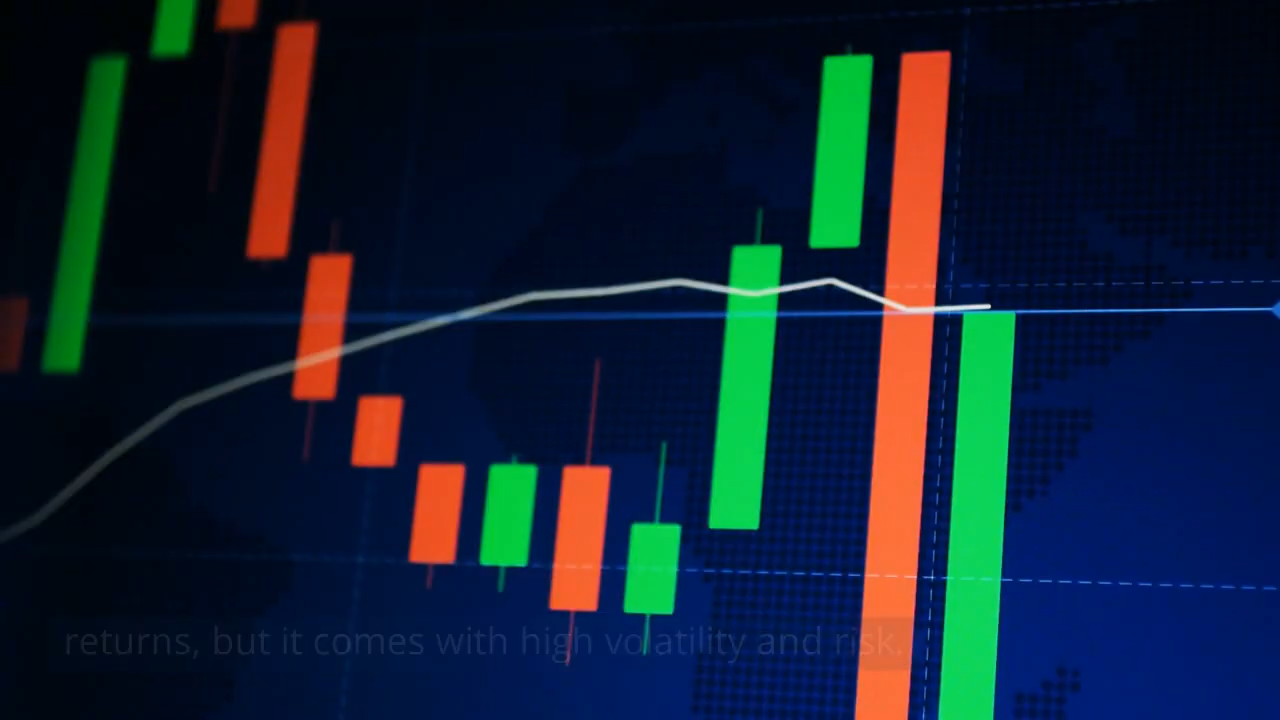 returns, but it comes with high volatility and risk.